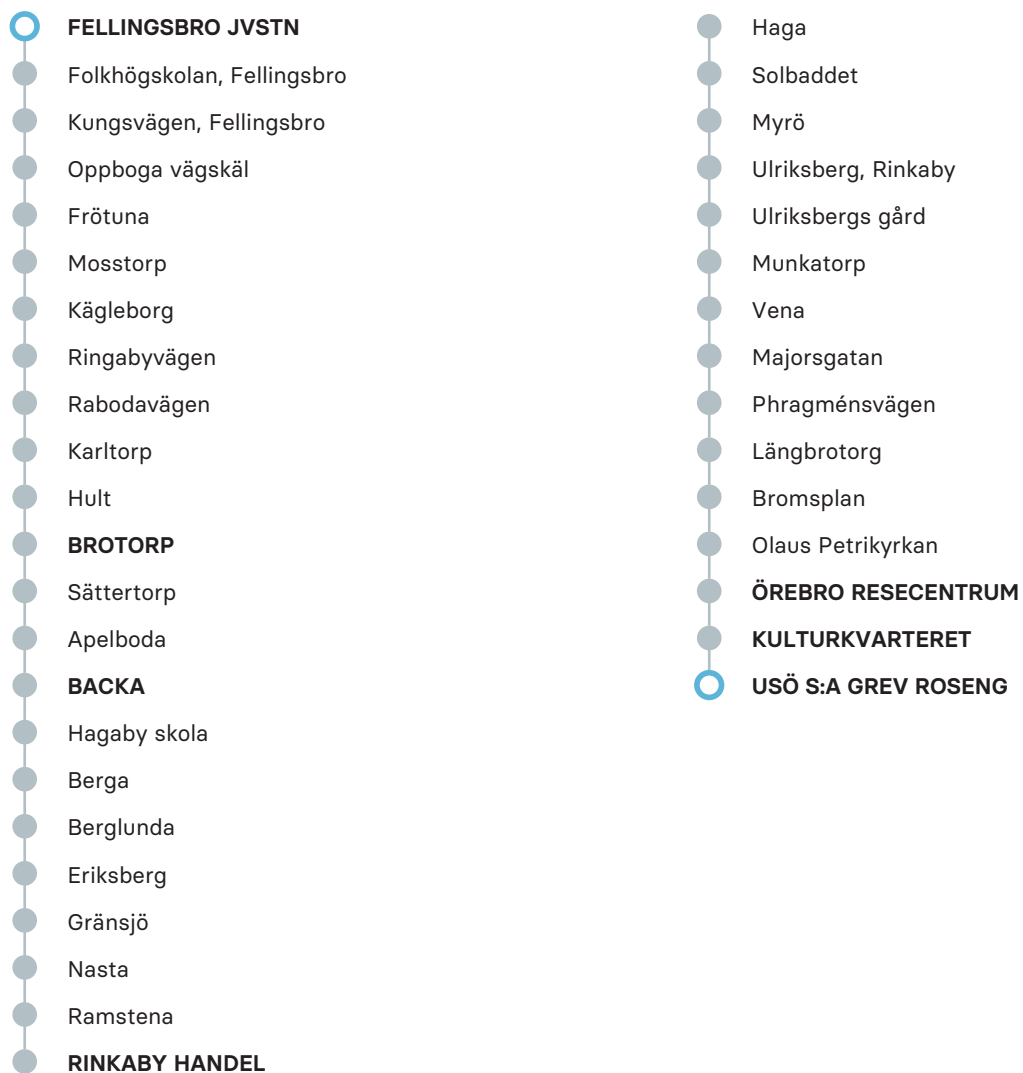 FELLINGSBRO JVSTN
Folkhögskolan, Fellingsbro
Kungsvägen, Fellingsbro
Oppboga vägskäl
Frötuna
Mosstorp
Kägleborg
Ringabyvägen
Rabodavägen
Karltorp
Hult
BROTORP
Sättertorp
Apelboda
BACKA
Hagaby skola
Berga
Berglunda
Eriksberg
Gränsjö
Nasta
Ramstena
RINKABY HANDEL
Haga
Solbaddet
Myrö
Ulriksberg, Rinkaby
Ulriksbergs gård
Munkatorp
Vena
Majorsgatan
Phragménsvägen
Längbrotorg
Bromsplan
Olaus Petrikyrkan
ÖREBRO RESECENTRUM
KULTURKVARTERET
USÖ S:A GREV ROSENG